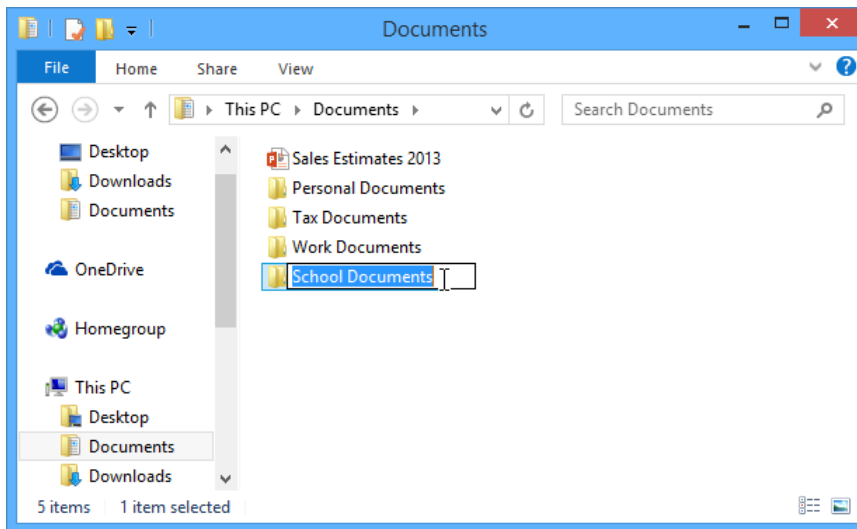 Documents
File Home Share View
This PC Documents Search Documents
Desktop
Downloads
Documents
OneDrive
Homegroup
This PC
Desktop
Documents
Downloads
Sales Estimates 2013
Personal Documents
Tax Documents
Work Documents
School Documents
5 items 1 item selected